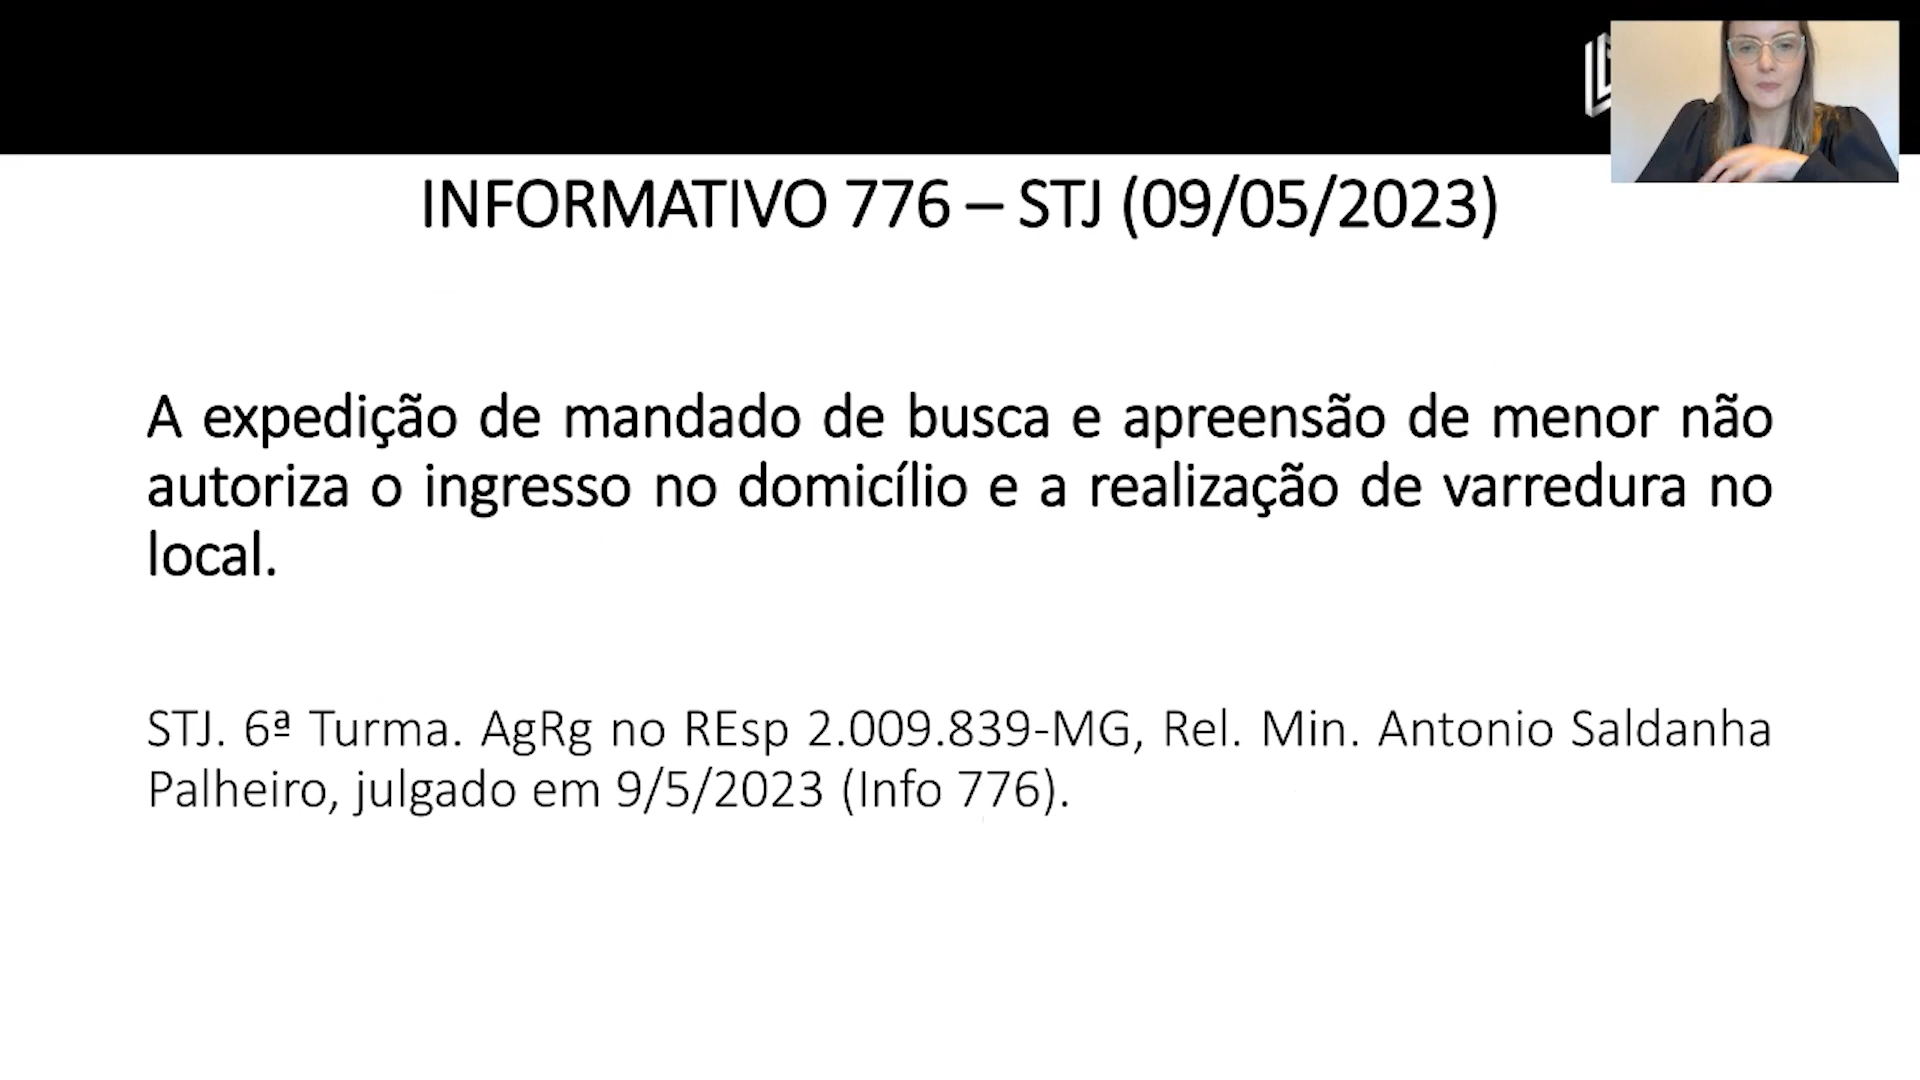 INFORMATIVO 776 – STJ (09/05/2023)
A expedição de mandado de busca e apreensão de menor não
autoriza o ingresso no domicílio e a realização de varredura no
local.
STJ. 6ª Turma. AgRg no REsp 2.009.839-MG, Rel. Min. Antonio Saldanha
Palheiro, julgado em 9/5/2023 (Info 776).